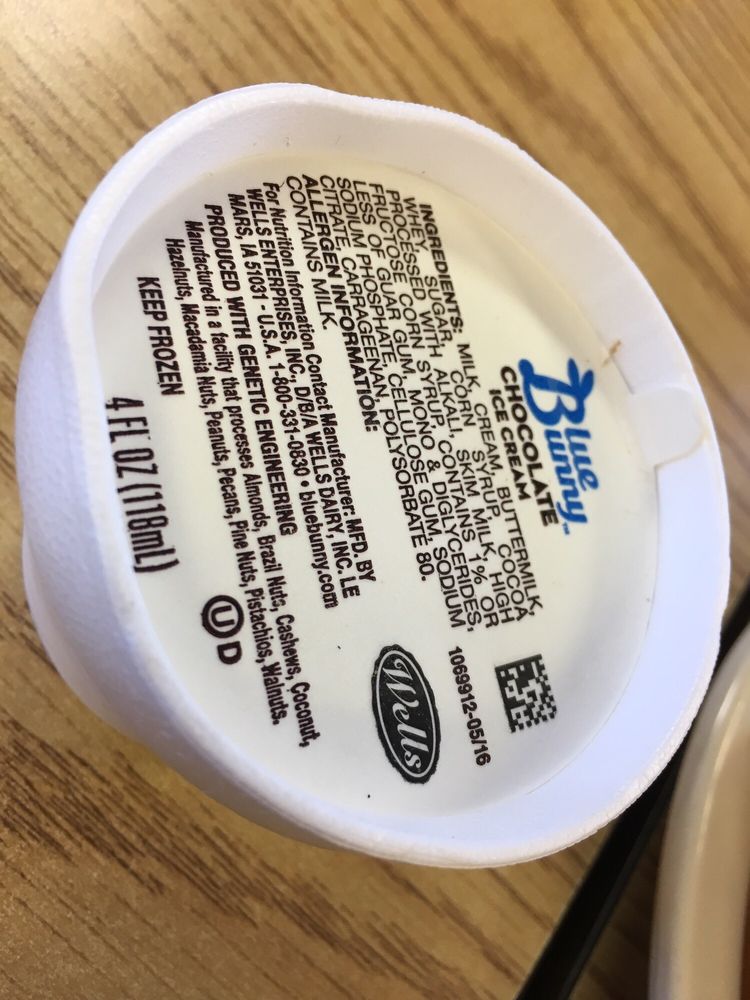 Blue Bunny™
CHOCOLATE
ICE CREAM
INGREDIENTS: MILK, CREAM, BUTTERMILK,
WHEY, SUGAR, CORN SYRUP, COCOA
PROCESSED WITH ALKALI, SKIM MILK, HIGH
FRUCTOSE CORN SYRUP, CONTAINS 1% OR
LESS OF GUAR GUM, MONO & DIGLYCERIDES,
SODIUM PHOSPHATE, CELLULOSE GUM, SODIUM
CITRATE, CARRAGEENAN, POLYSORBATE 80.
ALLERGEN INFORMATION:
CONTAINS MILK.
For Nutrition Information Contact Manufacturer: MFD. BY
WELLS ENTERPRISES, INC., D/B/A WELLS DAIRY, INC. LE
MARS, IA 51031 - U.S.A. 1-800-331-0830 • bluebunny.com
PRODUCED WITH GENETIC ENGINEERING
Manufactured in a facility that processes Almonds, Brazil Nuts, Cashews, Coconut,
Hazelnuts, Macadamia Nuts, Peanuts, Pecans, Pine Nuts, Pistachios, Walnuts.
KEEP FROZEN
4 FL OZ (118mL)
U D
1069912-05/16
Wells